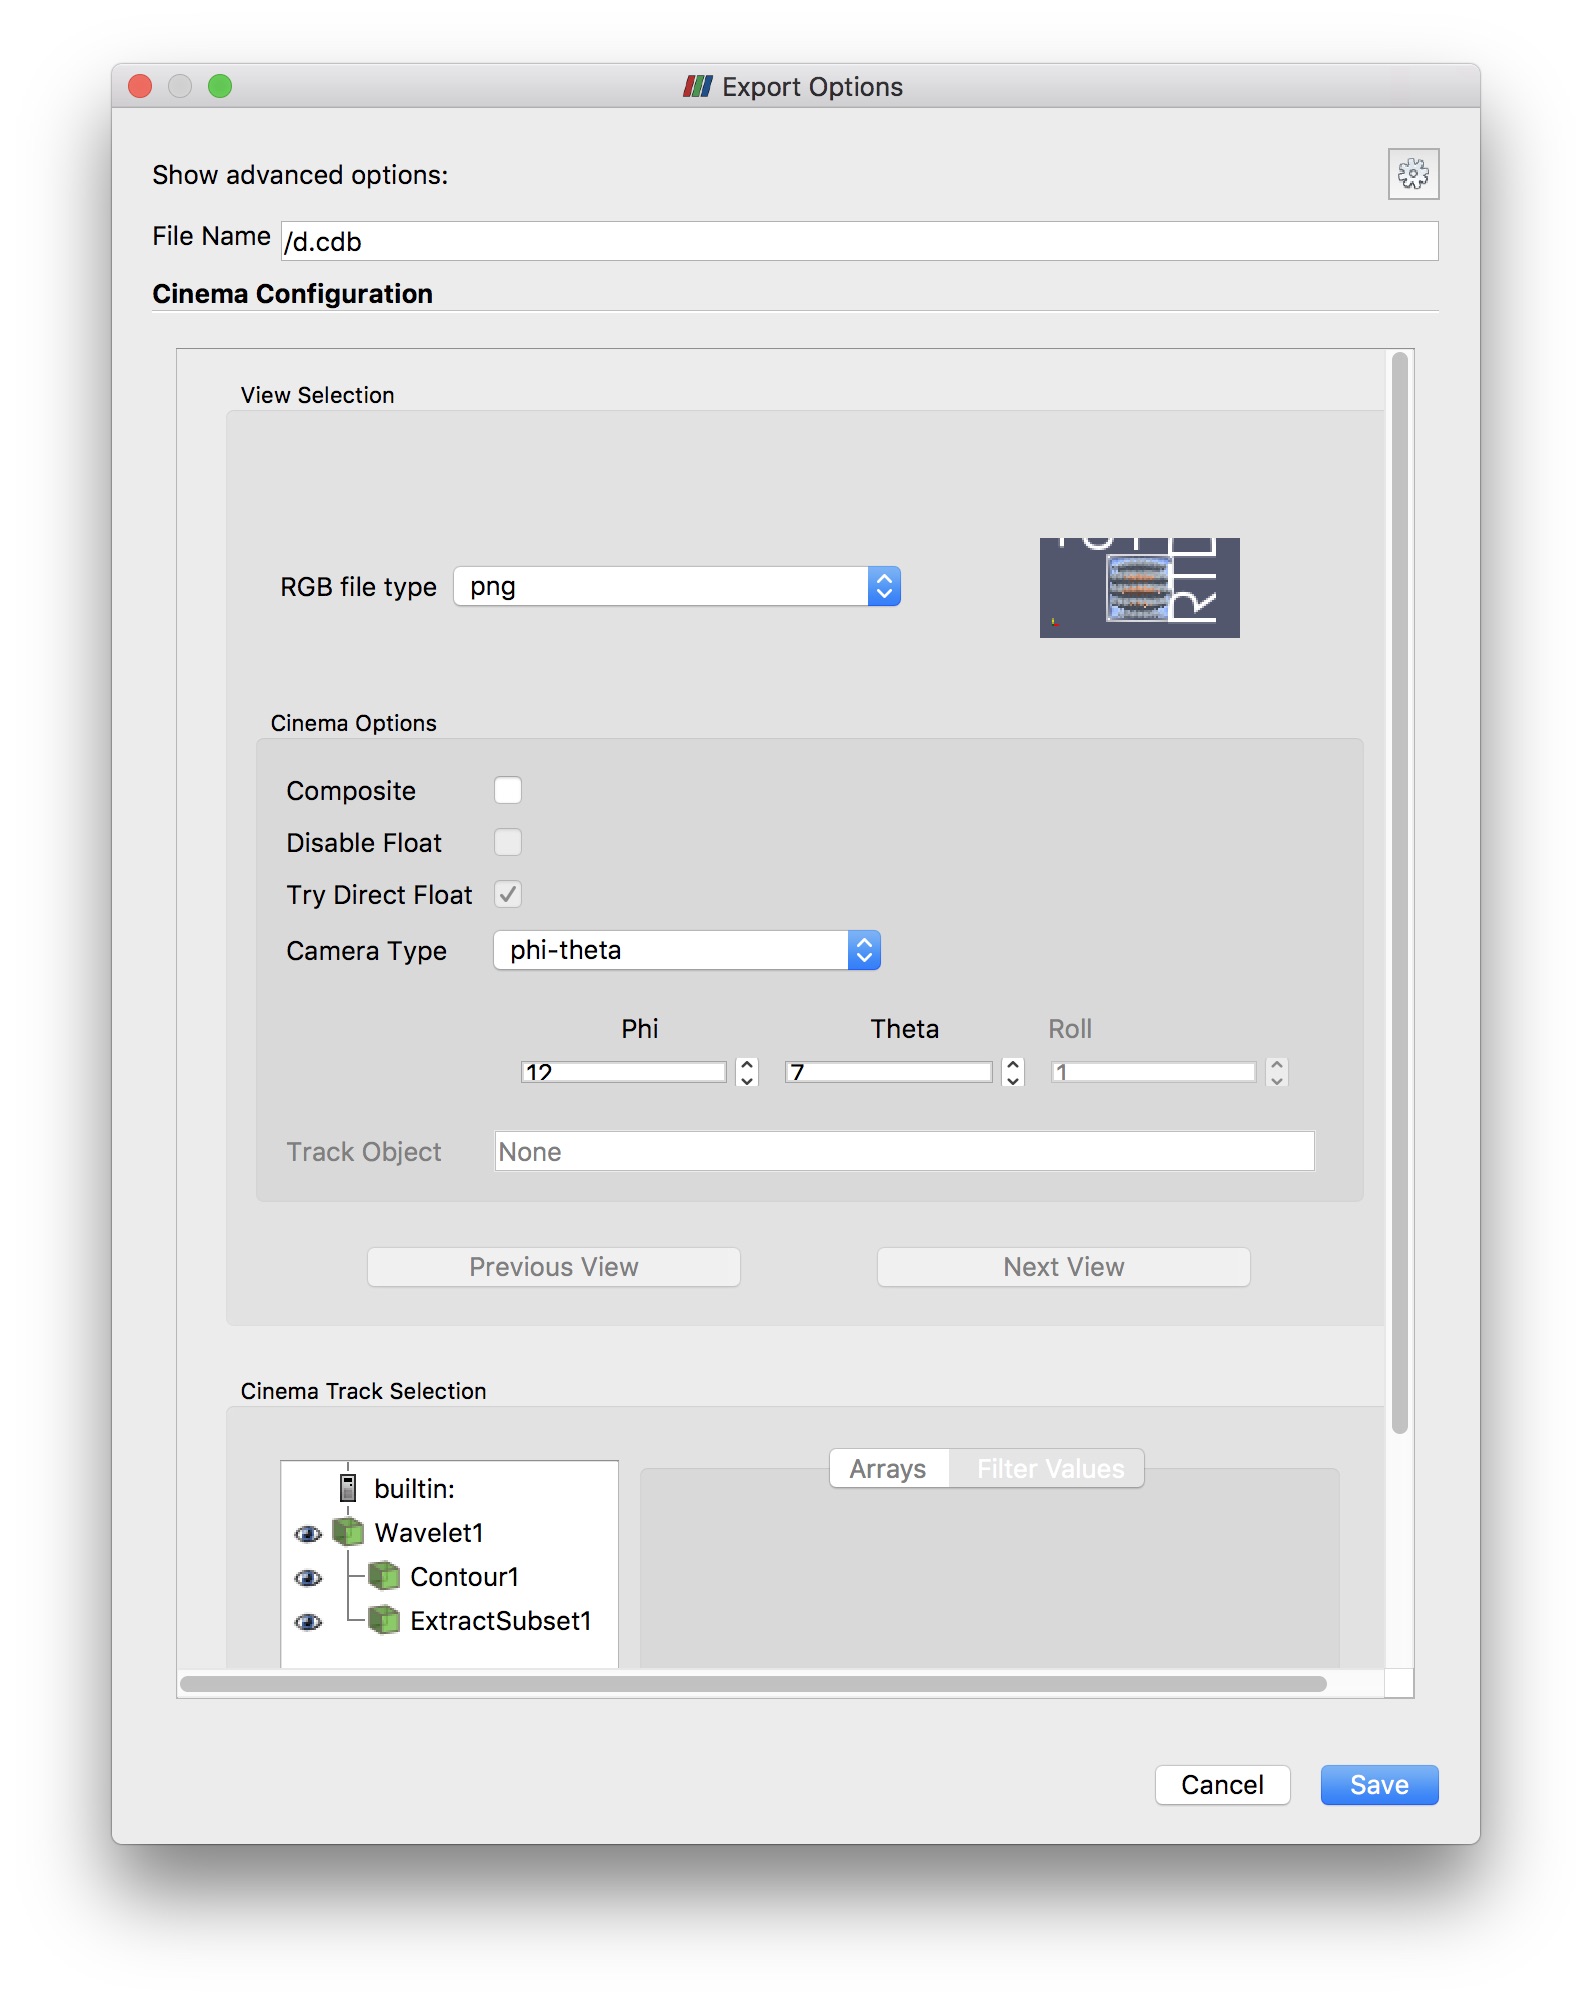 Export Options
Show advanced options:
File Name /d.cdb
Cinema Configuration
View Selection
RGB file type png
Cinema Options
Composite
Disable Float
Try Direct Float
Camera Type phi-theta
Phi Theta Roll
12 7 1
Track Object None
Previous View Next View
Cinema Track Selection
Arrays Filter Values
builtin:
Wavelet1
Contour1
ExtractSubset1
Cancel Save